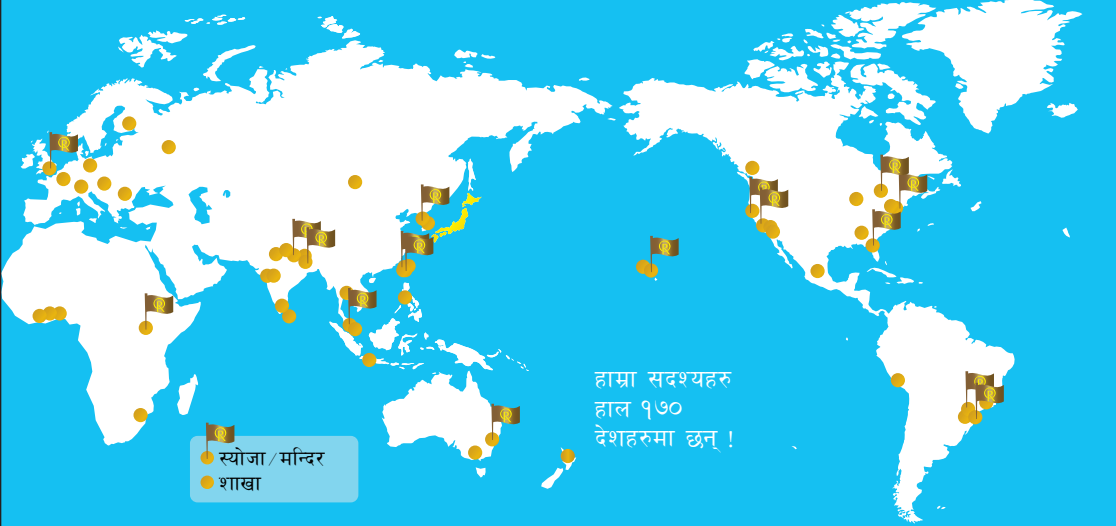 हाम्रा सदश्यहरु
हाल १७०
देशहरुमा छन् !
स्योजा/मन्दिर
शाखा